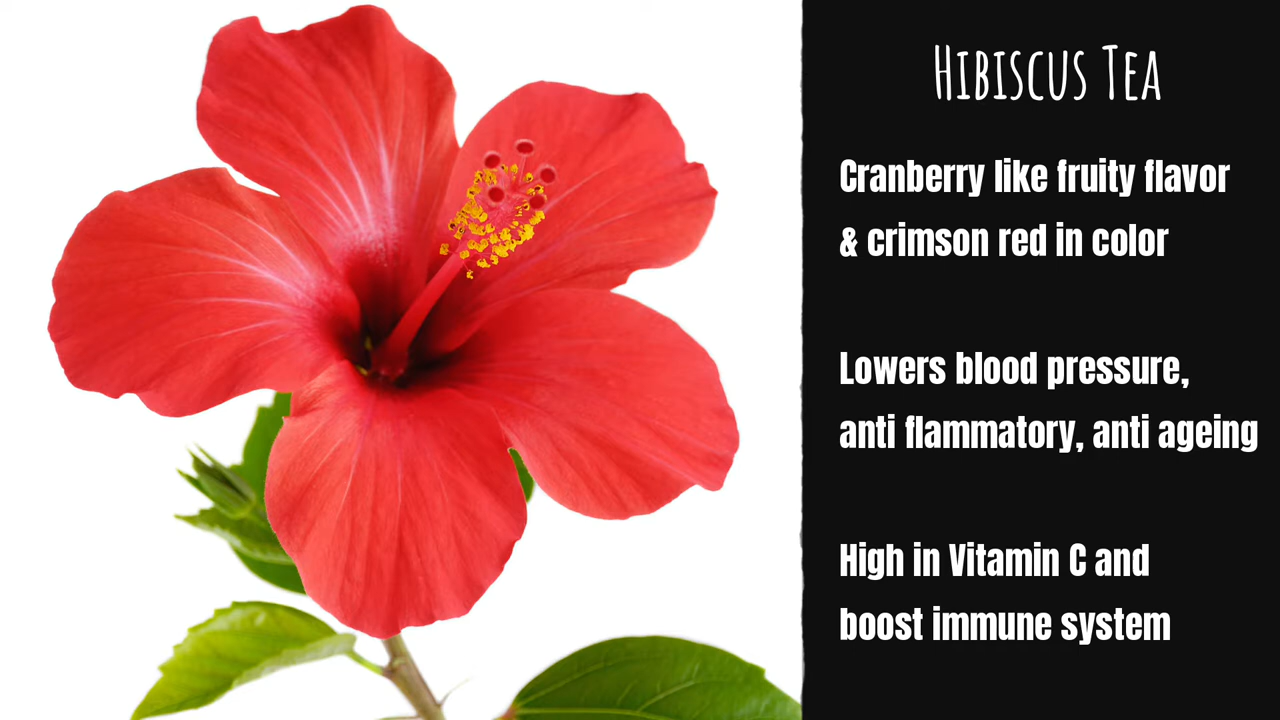 Hibiscus Tea
Cranberry like fruity flavor
& crimson red in color
Lowers blood pressure,
anti flammatory, anti ageing
High in Vitamin C and
boost immune system